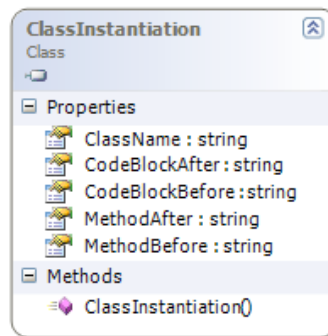 ClassInstantiation
Class
Properties
ClassName : string
CodeBlockAfter : string
CodeBlockBefore : string
MethodAfter : string
MethodBefore : string
Methods
ClassInstantiation()